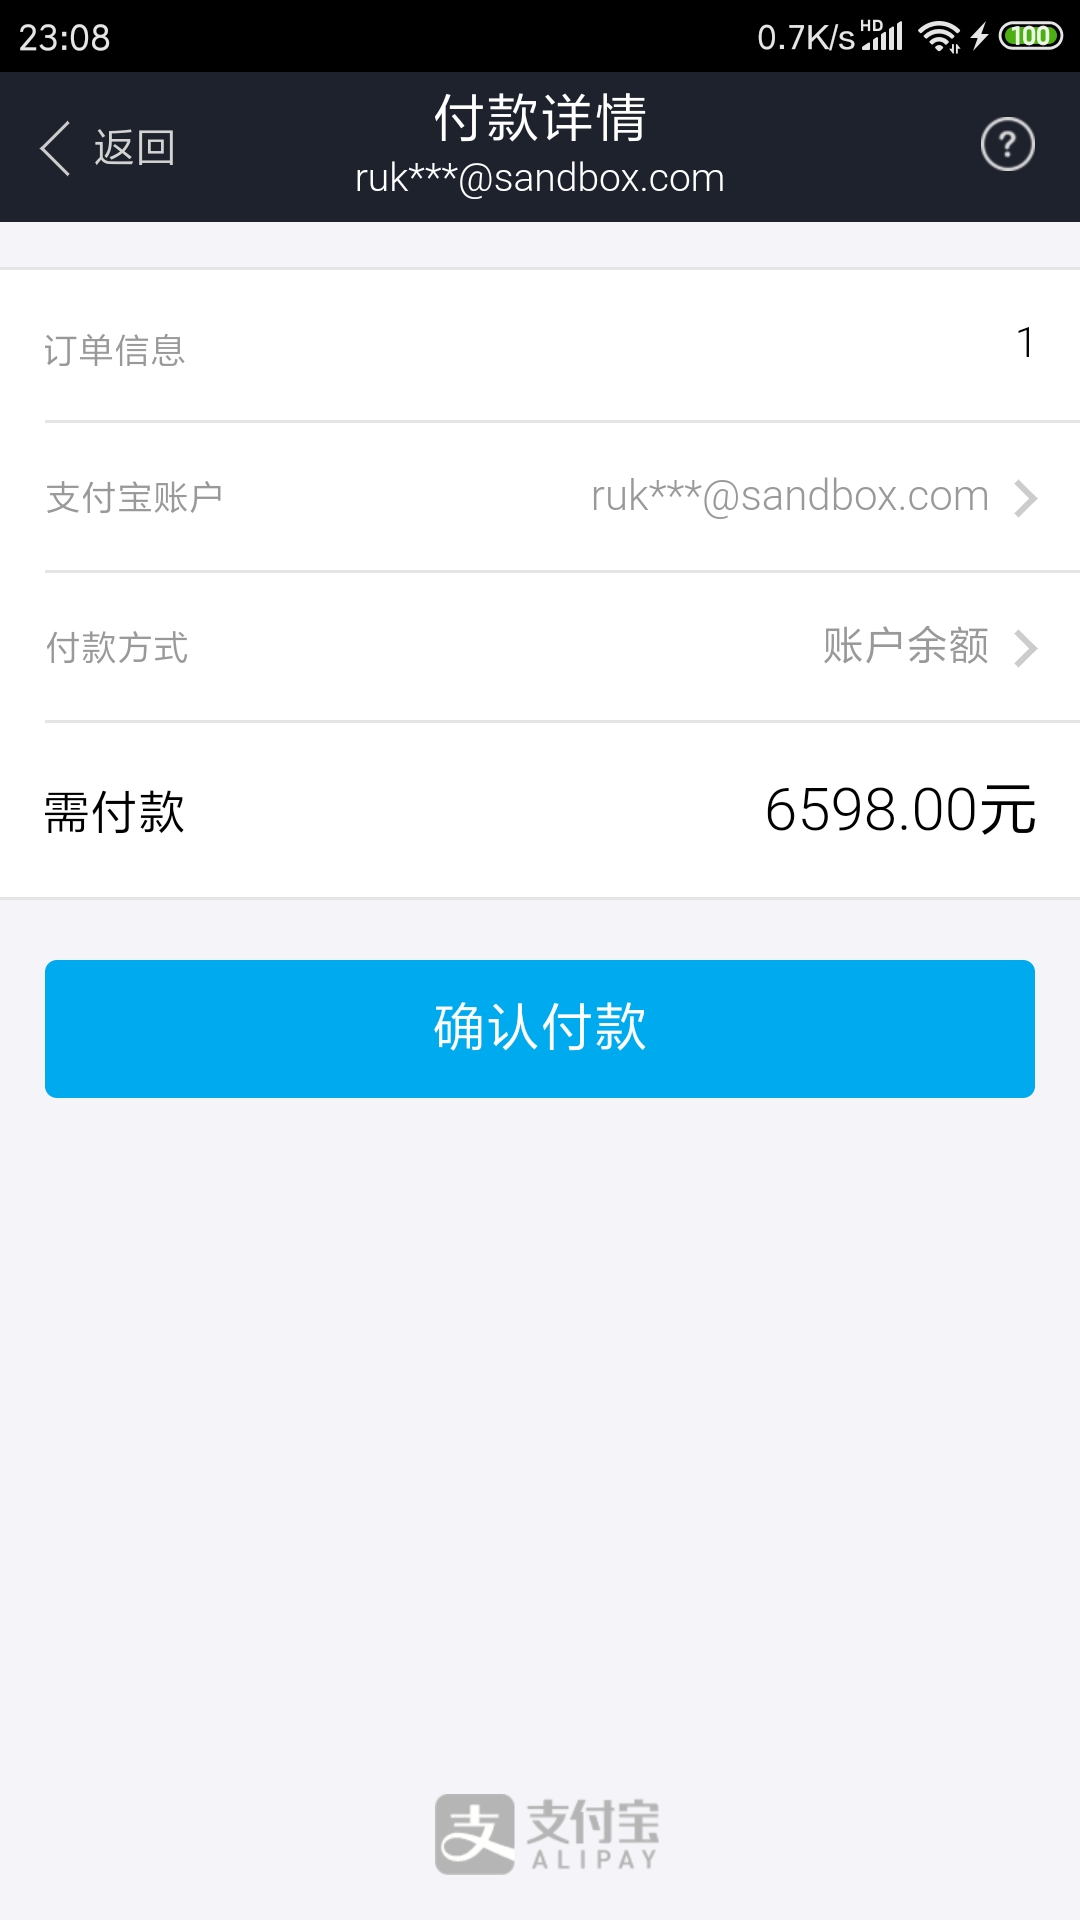 23:08 0.7K/s HD 100
返回 付款详情 ?
ruk***@sandbox.com
订单信息 1
支付宝账户 ruk***@sandbox.com
付款方式 账户余额
需付款 6598.00元
确认付款
支 支付宝
ALIPAY